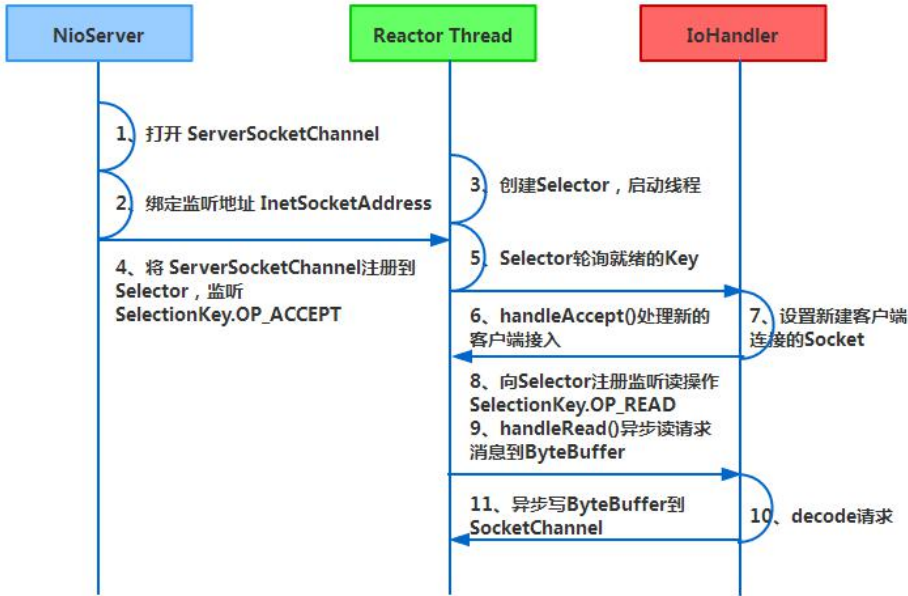 NioServer
Reactor Thread
IoHandler
1、打开 ServerSocketChannel
2、绑定监听地址 InetSocketAddress
3、创建Selector，启动线程
4、将 ServerSocketChannel注册到
Selector，监听
SelectionKey.OP_ACCEPT
5、Selector轮询就绪的Key
6、handleAccept()处理新的
客户端接入
7、设置新建客户端
连接的Socket
8、向Selector注册监听读操作
SelectionKey.OP_READ
9、handleRead()异步读请求
消息到ByteBuffer
10、decode请求
11、异步写ByteBuffer到
SocketChannel